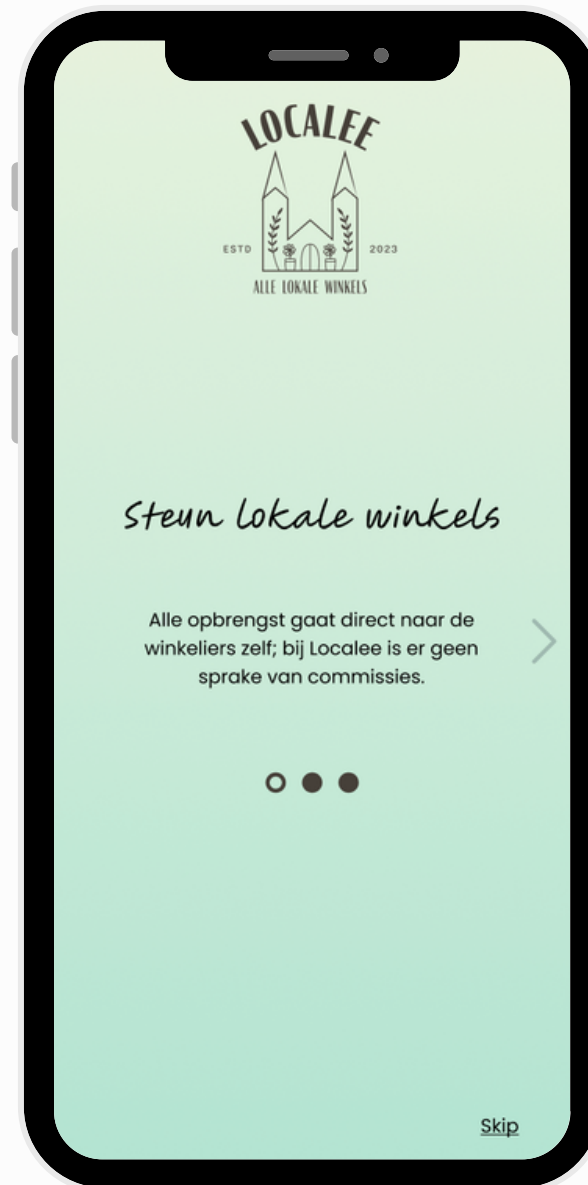 LOCALEE
ESTD 2023
ALLE LOKALE WINKELS
Steun lokale winkels
Alle opbrengst gaat direct naar de
winkeliers zelf; bij Localee is er geen
sprake van commissies.
Skip